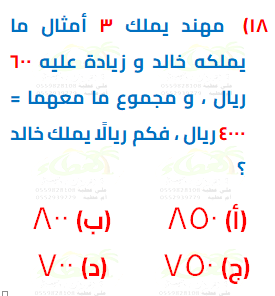 ١٨) مهند يملك ٣ أمثال ما
يملكه خالد و زيادة عليه ٦٠٠
ريال ، و مجموع ما معهما =
٤٠٠٠ ريال ، فكم ريالًا يملك خالد
؟
(أ) ٨٥٠ (ب) ٨٠٠
(ج) ٧٥٠ (د) ٧٠٠